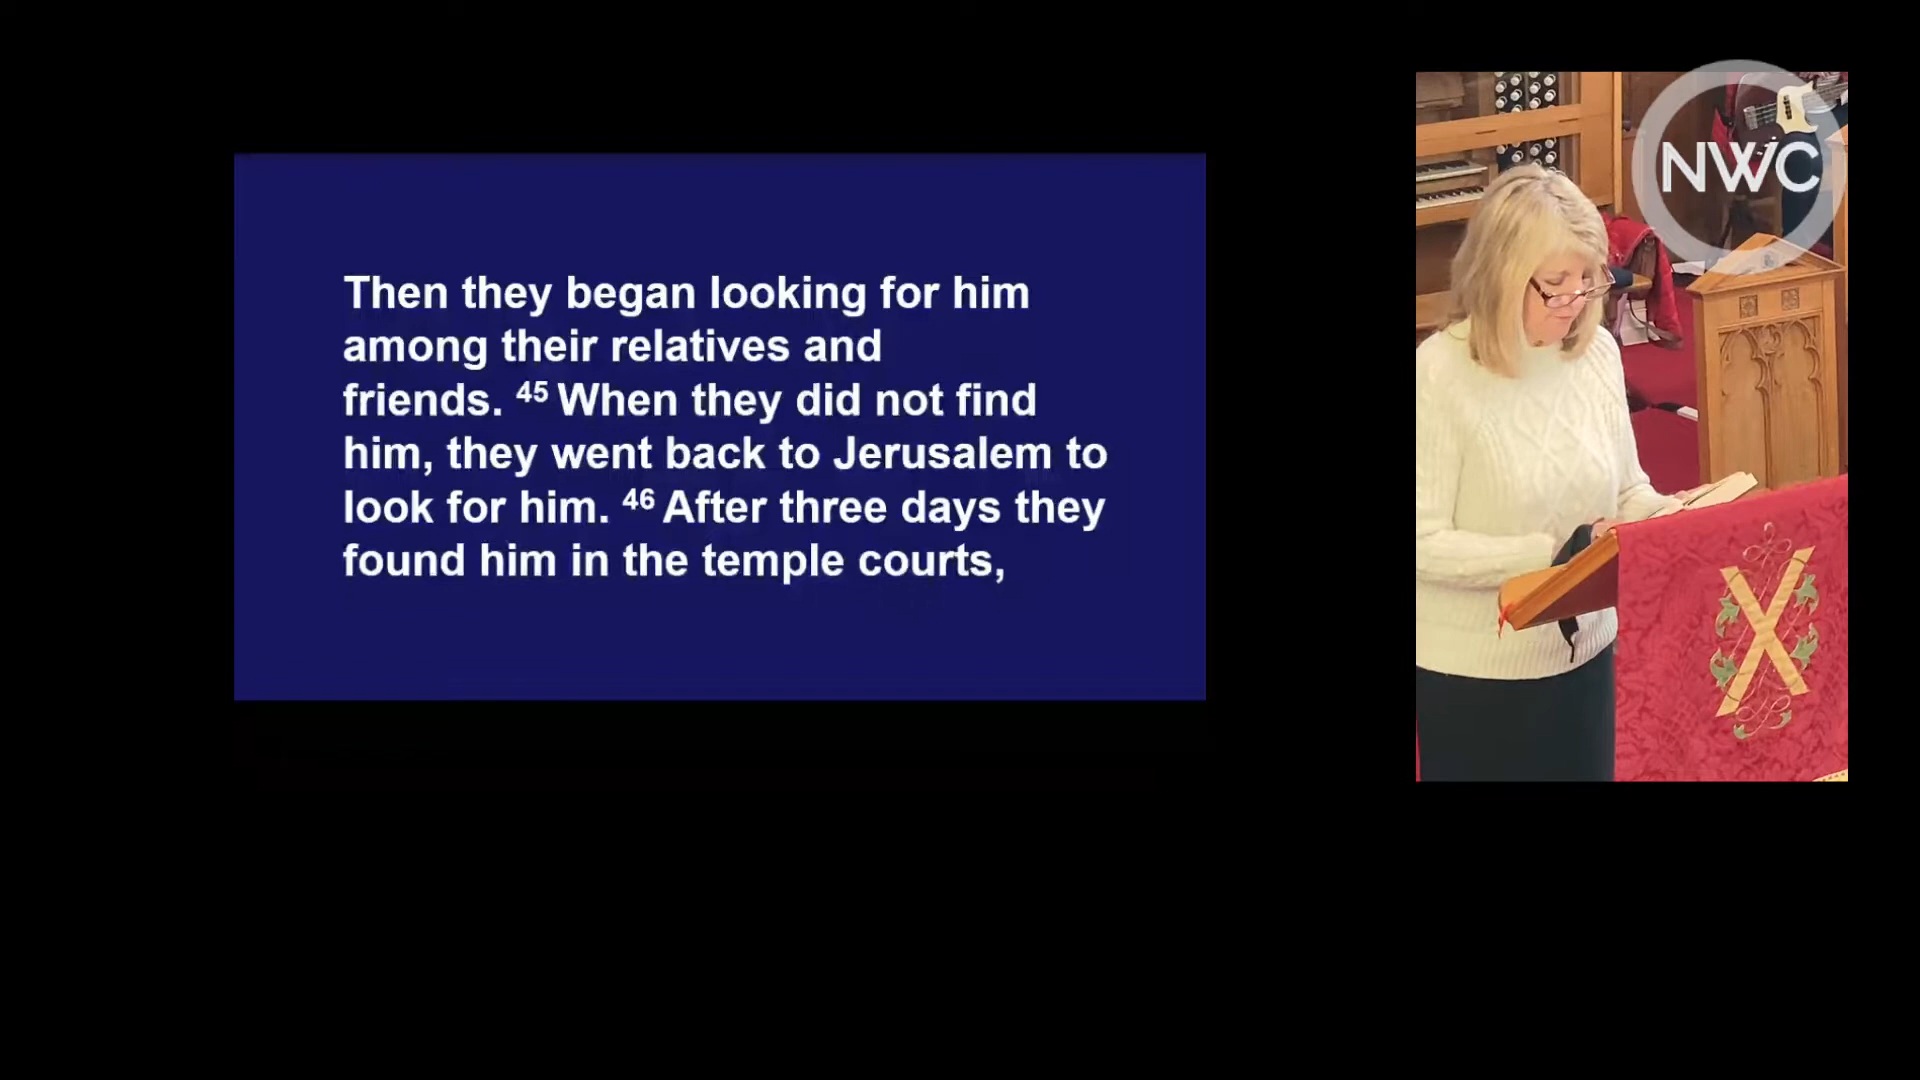 Then they began looking for him
among their relatives and
friends. 45 When they did not find
him, they went back to Jerusalem to
look for him. 46 After three days they
found him in the temple courts,
NWC